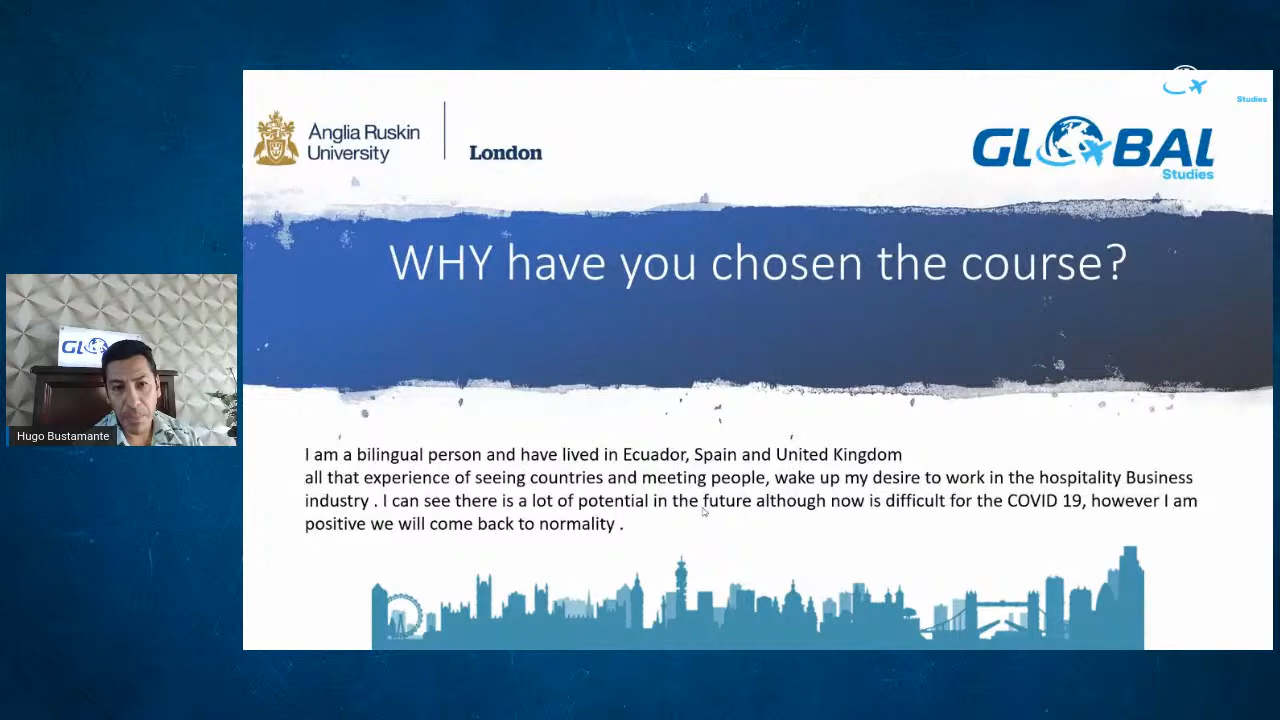 Studies
Anglia Ruskin
University
London
GLOBAL
Studies
WHY have you chosen the course?
GL
Hugo Bustamante
I am a bilingual person and have lived in Ecuador, Spain and United Kingdom
all that experience of seeing countries and meeting people, wake up my desire to work in the hospitality Business
industry . I can see there is a lot of potential in the future although now is difficult for the COVID 19, however I am
positive we will come back to normality .